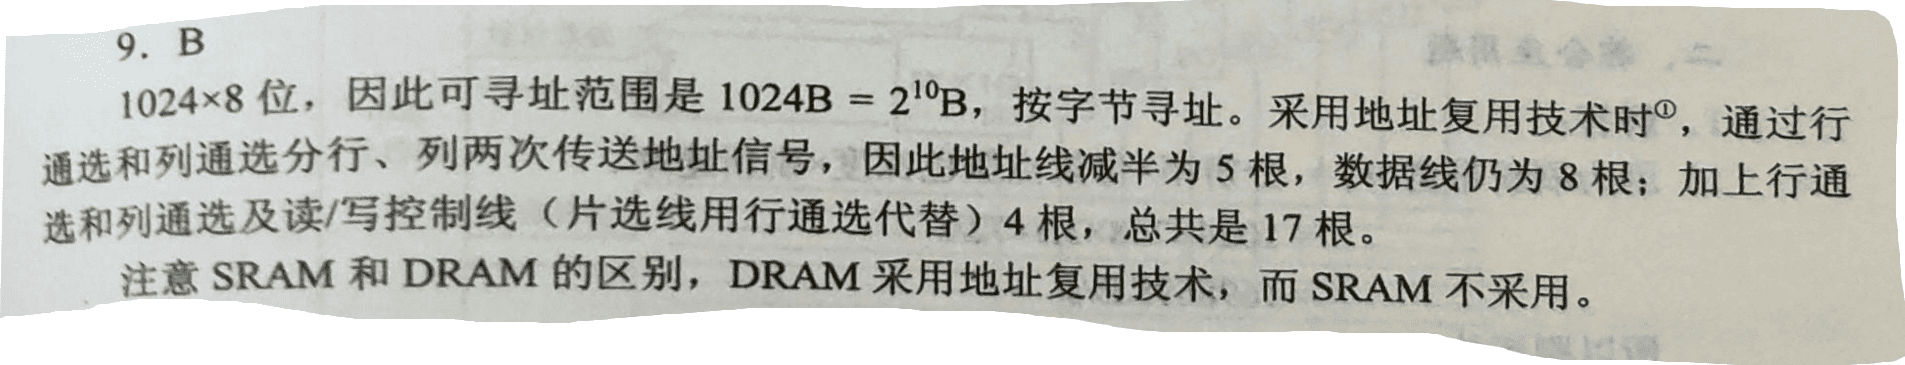 9. B
1024×8 位，因此可寻址范围是 1024B = 2¹⁰B，按字节寻址。采用地址复用技术时①，通过行
通选和列通选分行、列两次传送地址信号，因此地址线减半为 5 根，数据线仍为 8 根；加上行通
选和列通选及读/写控制线（片选线用行通选代替）4 根，总共是 17 根。
注意 SRAM 和 DRAM 的区别，DRAM 采用地址复用技术，而 SRAM 不采用。